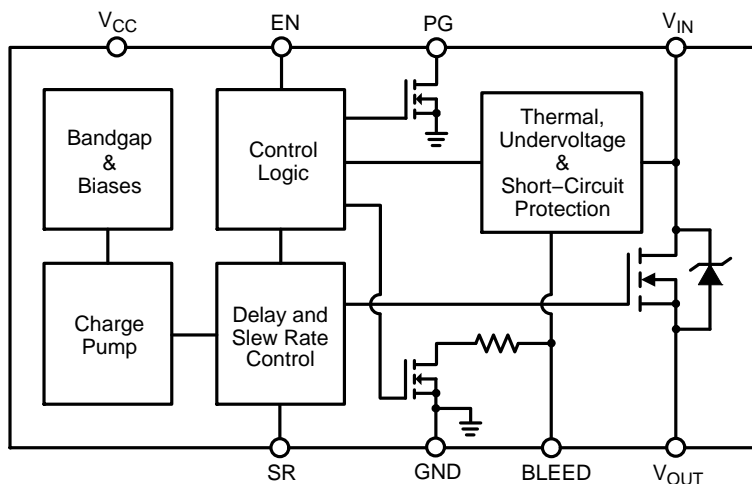 VCC
EN
PG
VIN
Bandgap
&
Biases
Control
Logic
Thermal,
Undervoltage
&
Short−Circuit
Protection
Charge
Pump
Delay and
Slew Rate
Control
SR
GND
BLEED
VOUT